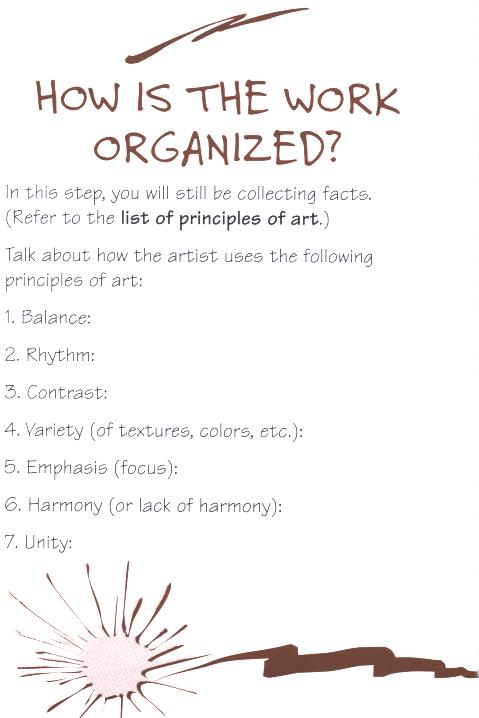 HOW IS THE WORK
ORGANIZED?
In this step, you will still be collecting facts.
(Refer to the list of principles of art.)
Talk about how the artist uses the following
principles of art:
1. Balance:
2. Rhythm:
3. Contrast:
4. Variety (of textures, colors, etc.):
5. Emphasis (focus):
6. Harmony (or lack of harmony):
7. Unity: